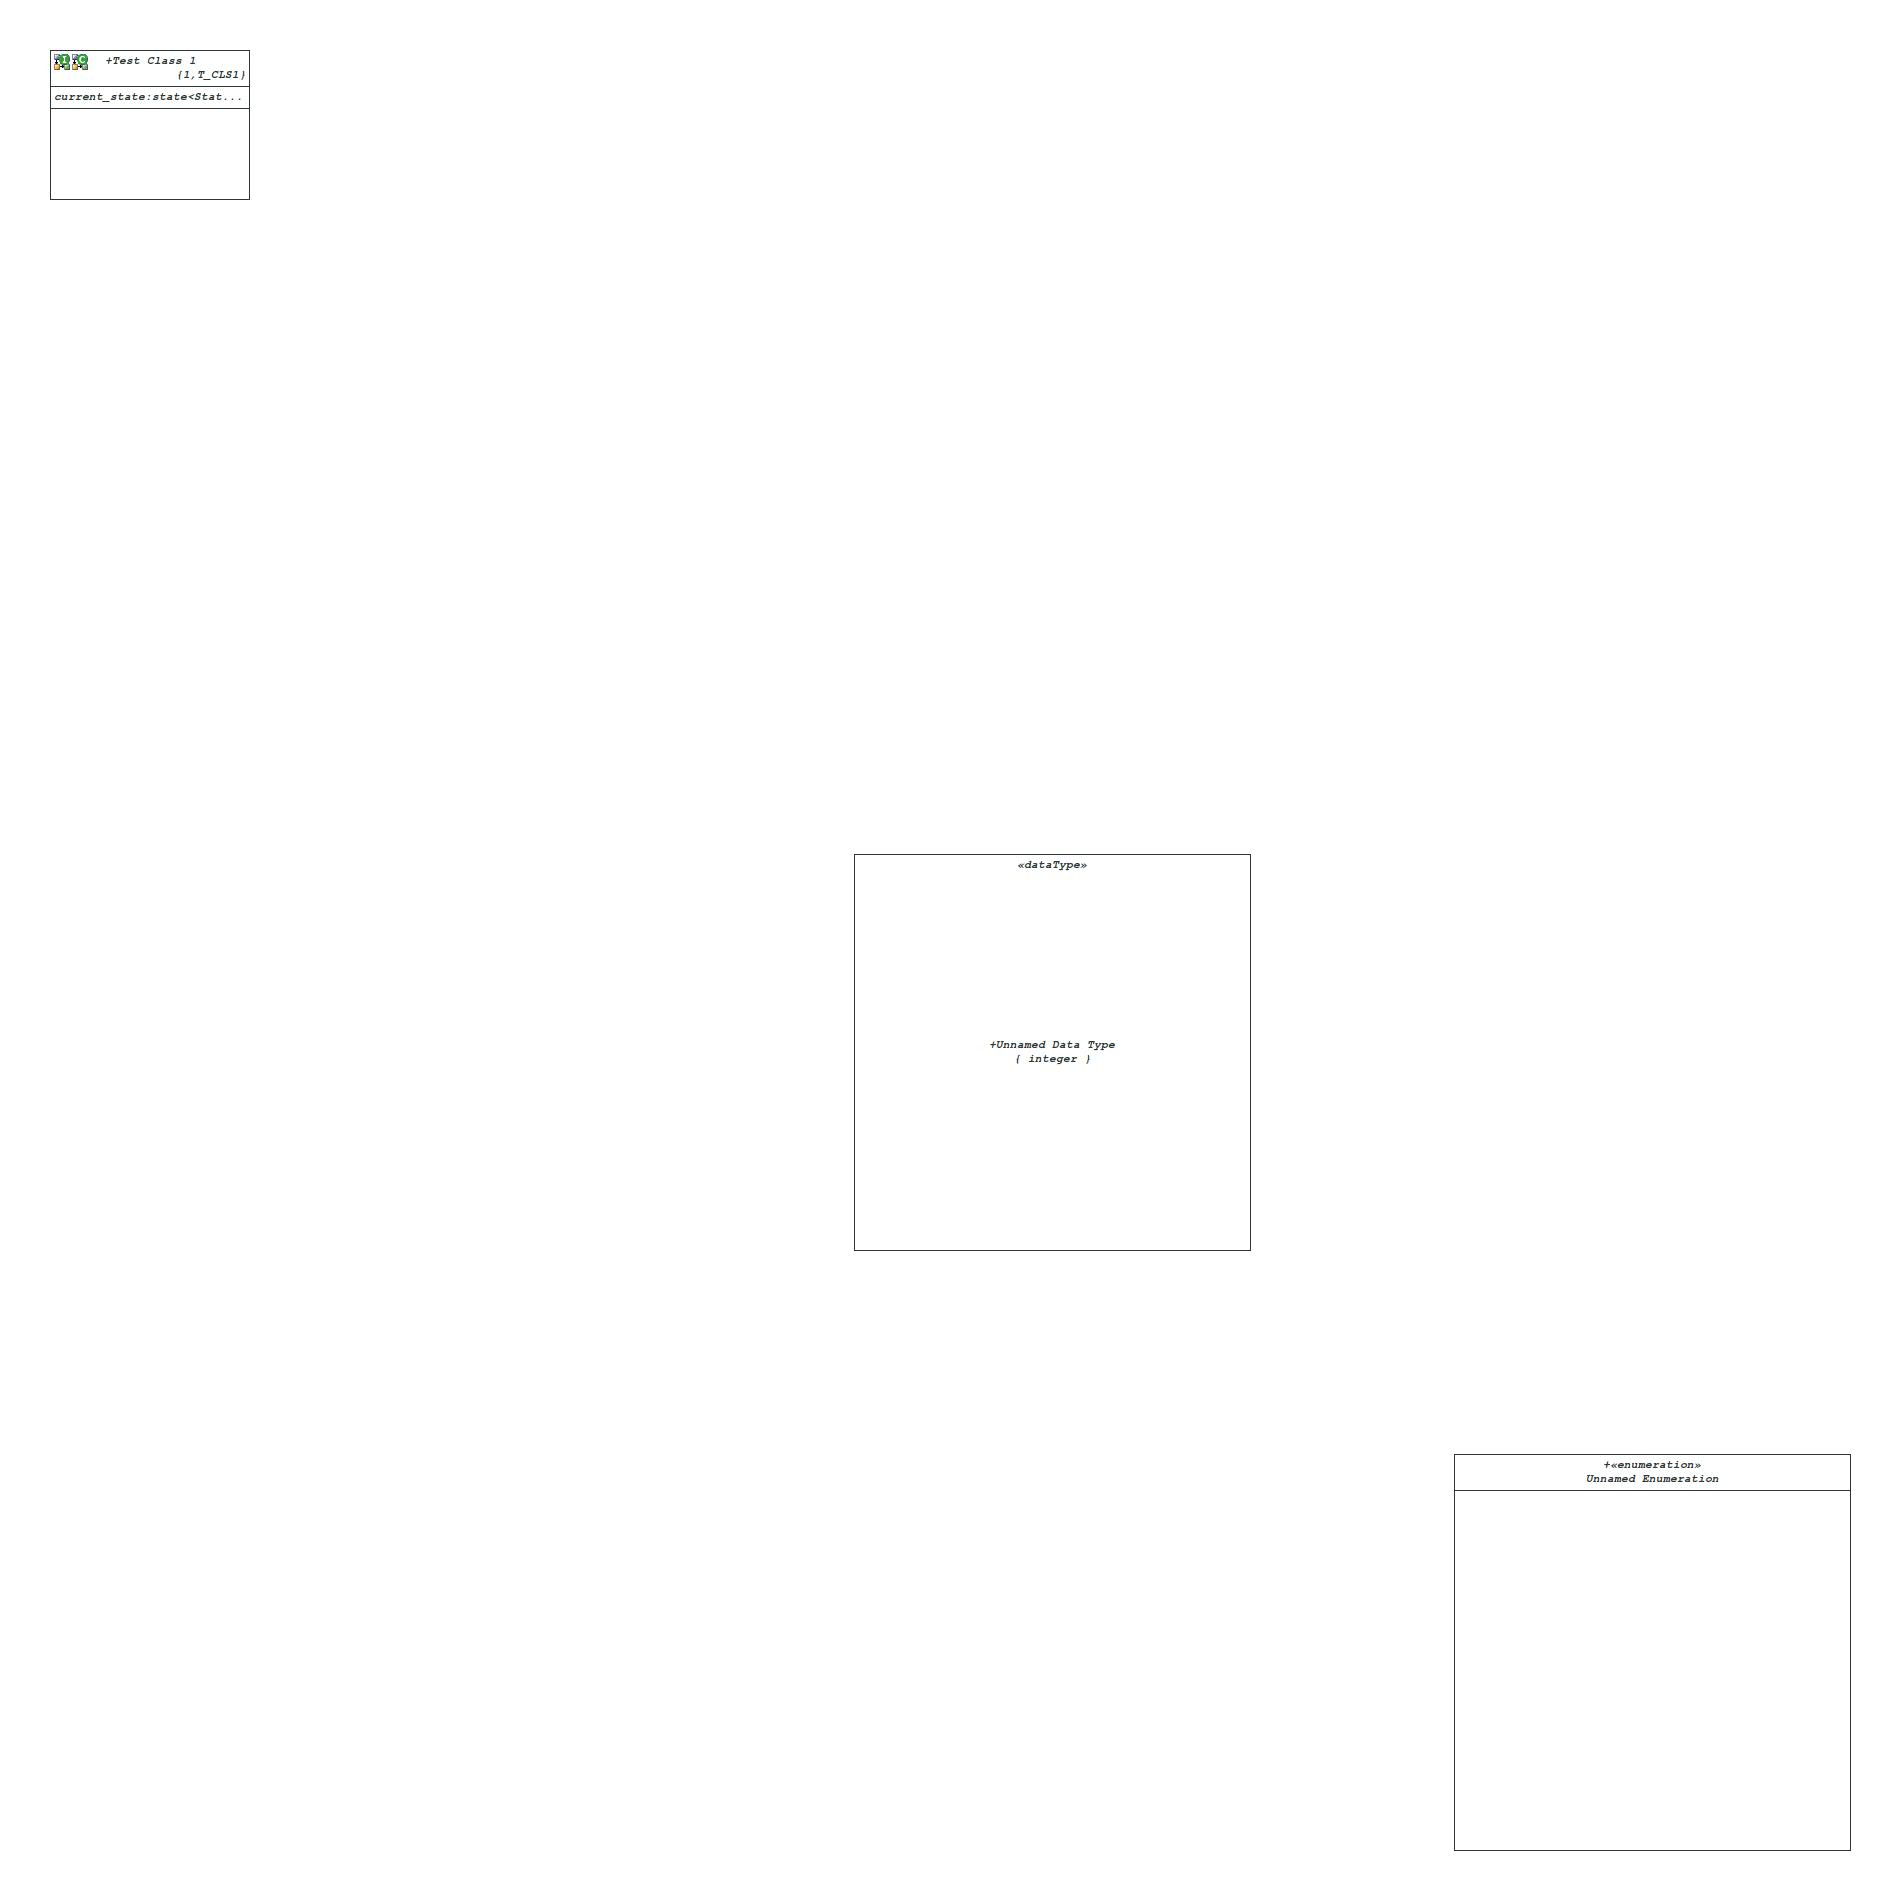 +Test Class 1
{1,T_CLS1}
current_state:state<Stat...
«dataType»
+Unnamed Data Type
{ integer }
+«enumeration»
Unnamed Enumeration